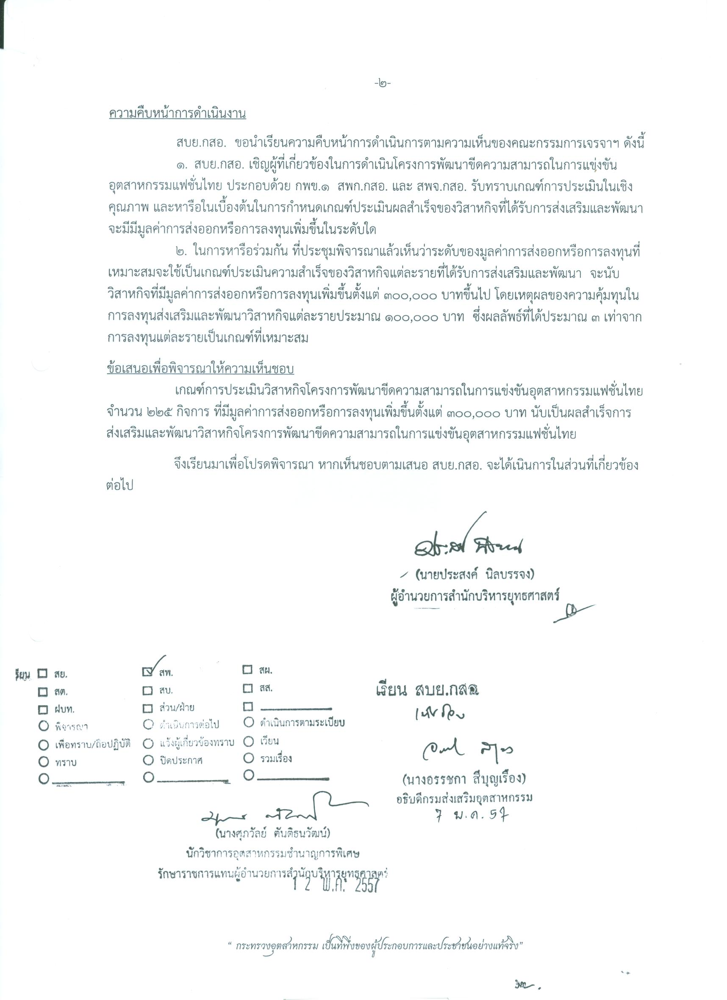 -๒-
ความคืบหน้าการดำเนินงาน
สบย.กสอ. ขอนำเรียนความคืบหน้าการดำเนินการตามความเห็นของคณะกรรมการเจรจาฯ ดังนี้
๑. สบย.กสอ. เชิญผู้ที่เกี่ยวข้องในการดำเนินโครงการพัฒนาขีดความสามารถในการแข่งขัน
อุตสาหกรรมแฟชั่นไทย ประกอบด้วย กพข.๑ สพก.กสอ. และ สพจ.กสอ. รับทราบเกณฑ์การประเมินในเชิง
คุณภาพ และหารือในเบื้องต้นในการกำหนดเกณฑ์ประเมินผลสำเร็จของวิสาหกิจที่ได้รับการส่งเสริมและพัฒนา
จะมีมีมูลค่าการส่งออกหรือการลงทุนเพิ่มขึ้นในระดับใด
๒. ในการหารือร่วมกัน ที่ประชุมพิจารณาแล้วเห็นว่าระดับของมูลค่าการส่งออกหรือการลงทุนที่
เหมาะสมจะใช้เป็นเกณฑ์ประเมินความสำเร็จของวิสาหกิจแต่ละรายที่ได้รับการส่งเสริมและพัฒนา จะนับ
วิสาหกิจที่มีมูลค่าการส่งออกหรือการลงทุนเพิ่มขึ้นตั้งแต่ ๓๐๐,๐๐๐ บาทขึ้นไป โดยเหตุผลของความคุ้มทุนใน
การลงทุนส่งเสริมและพัฒนาวิสาหกิจแต่ละรายประมาณ ๑๐๐,๐๐๐ บาท ซึ่งผลลัพธ์ที่ได้ประมาณ ๓ เท่าจาก
การลงทุนแต่ละรายเป็นเกณฑ์ที่เหมาะสม
ข้อเสนอเพื่อพิจารณาให้ความเห็นชอบ
เกณฑ์การประเมินวิสาหกิจโครงการพัฒนาขีดความสามารถในการแข่งขันอุตสาหกรรมแฟชั่นไทย
จำนวน ๒๒๕ กิจการ ที่มีมูลค่าการส่งออกหรือการลงทุนเพิ่มขึ้นตั้งแต่ ๓๐๐,๐๐๐ บาท นับเป็นผลสำเร็จการ
ส่งเสริมและพัฒนาวิสาหกิจโครงการพัฒนาขีดความสามารถในการแข่งขันอุตสาหกรรมแฟชั่นไทย
จึงเรียนมาเพื่อโปรดพิจารณา หากเห็นชอบตามเสนอ สบย.กสอ. จะได้เนินการในส่วนที่เกี่ยวข้อง
ต่อไป
(นายประสงค์ นิลบรรจง)
ผู้อำนวยการสำนักบริหารยุทธศาสตร์
เรียน สย. สพ. สผ.
สต. สบ. สส.
ฝบท. ส่วน/ฝ่าย
พิจารณา ดำเนินการต่อไป ดำเนินการตามระเบียบ
เพื่อทราบ/ถือปฏิบัติ แจ้งผู้เกี่ยวข้องทราบ เวียน
ทราบ ปิดประกาศ รวมเรื่อง
เรียน สบย.กสอ
เห็นชอบ
(นางอรรชกา สีบุญเรือง)
อธิบดีกรมส่งเสริมอุตสาหกรรม
7 พ.ค. 57
(นางศุภวัลย์ ตันติธนวัฒน์)
นักวิชาการอุตสาหกรรมชำนาญการพิเศษ
รักษาราชการแทนผู้อำนวยการสำนักบริหารยุทธศาสตร์
12 พ.ค. 2557
“ กระทรวงอุตสาหกรรม เป็นที่พึ่งของผู้ประกอบการและประชาชนอย่างแท้จริง”